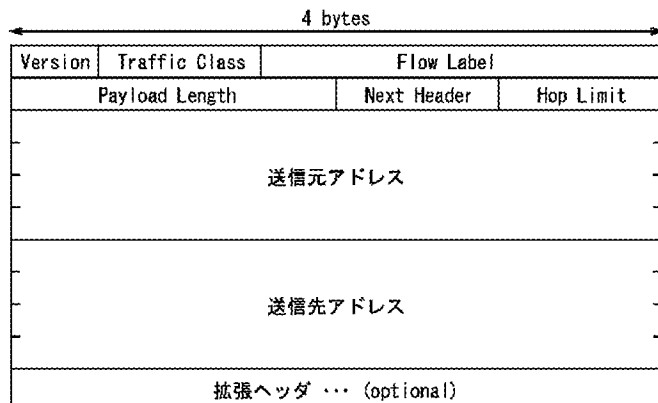 4 bytes
Version Traffic Class Flow Label
Payload Length Next Header Hop Limit
送信元アドレス
送信先アドレス
拡張ヘッダ ··· (optional)